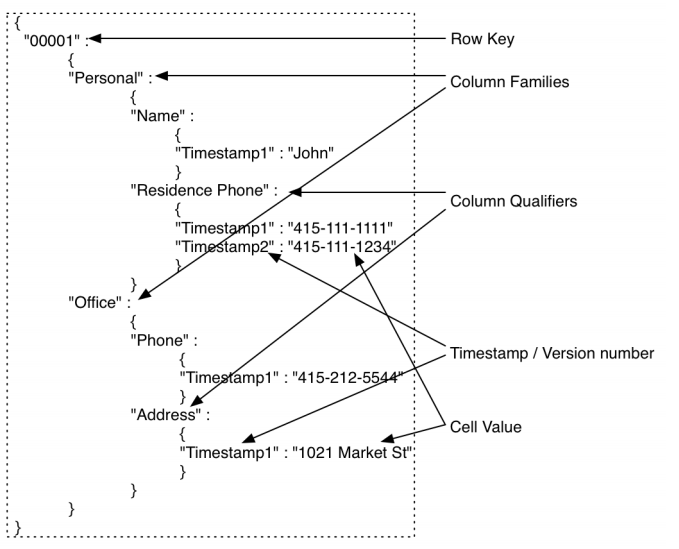 {
"00001" :
Row Key
{
"Personal" :
Column Families
{
"Name" :
{
"Timestamp1" : "John"
}
"Residence Phone" :
Column Qualifiers
{
"Timestamp1" : "415-111-1111"
"Timestamp2" : "415-111-1234"
}
}
"Office" :
{
"Phone" :
Timestamp / Version number
{
"Timestamp1" : "415-212-5544"
}
"Address" :
Cell Value
{
"Timestamp1" : "1021 Market St"
}
}
}
}